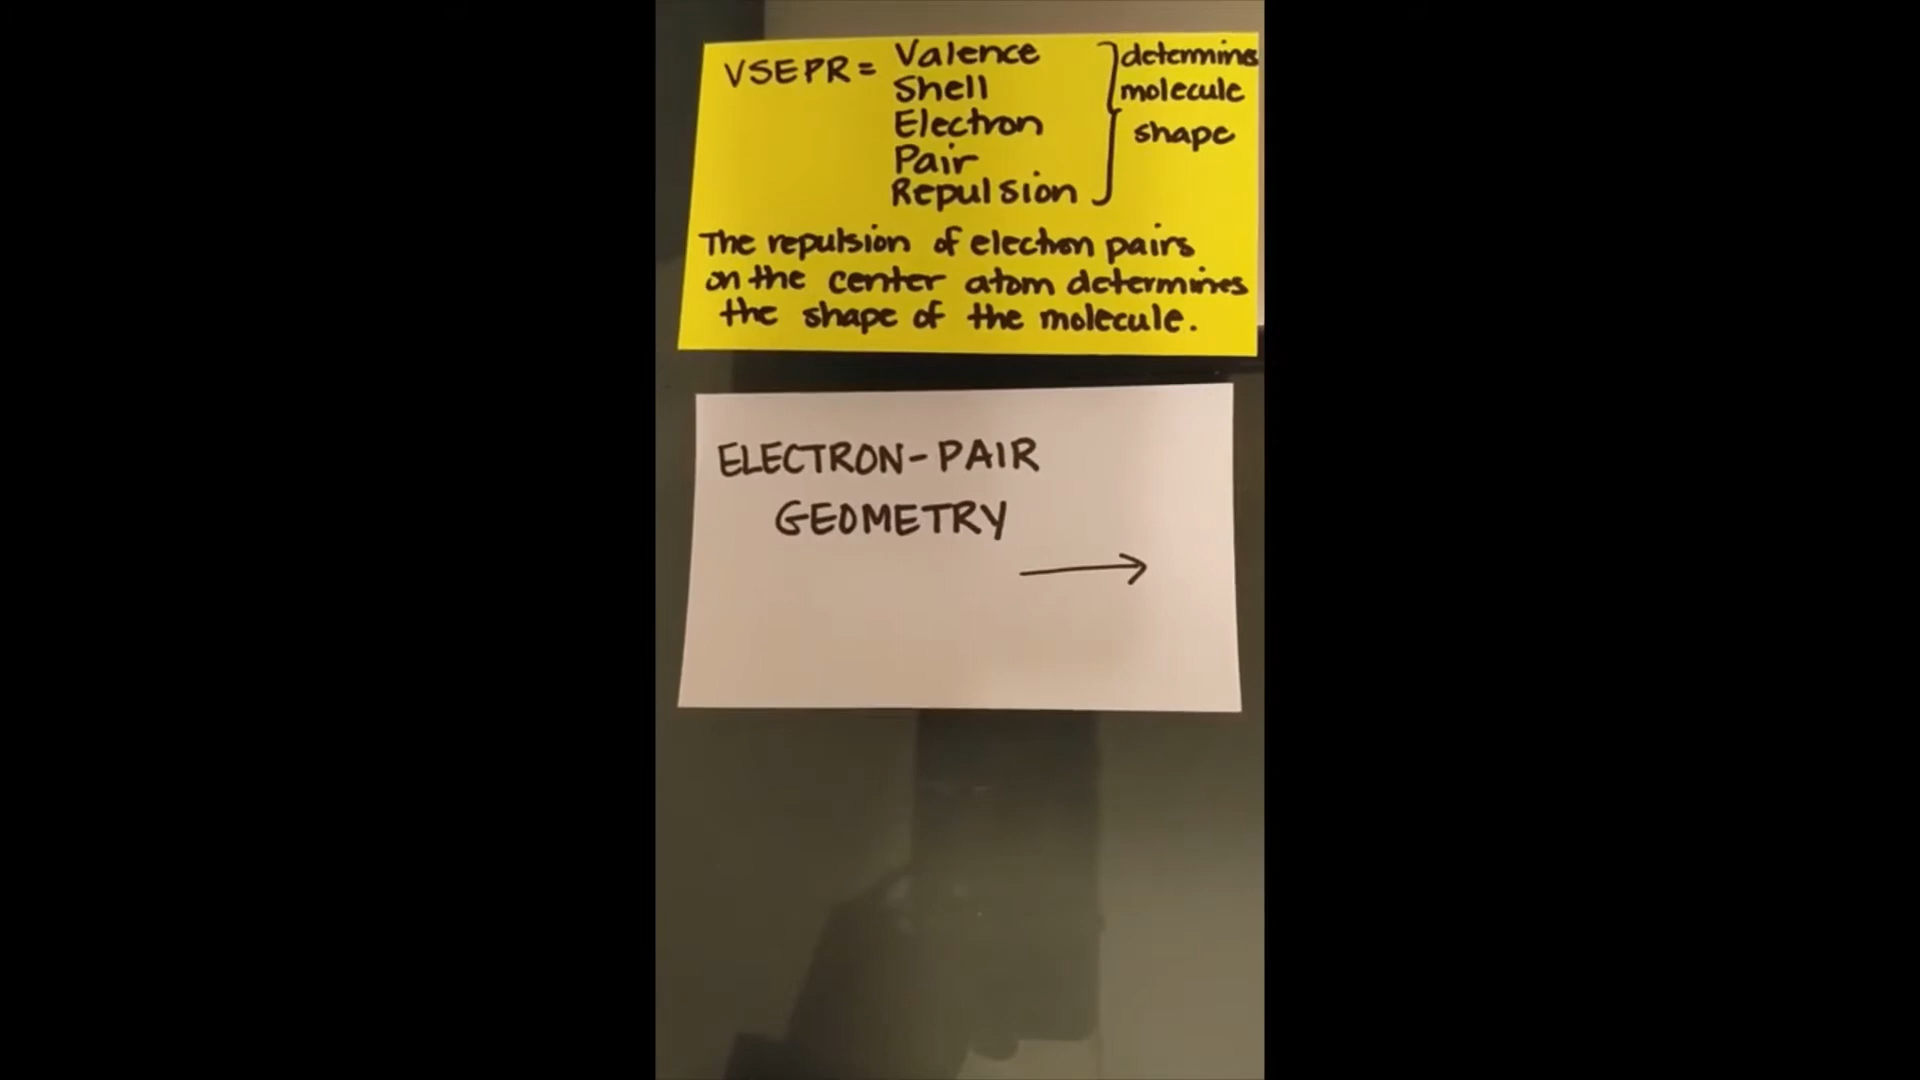 VSEPR = Valence
Shell
Electron
Pair
Repulsion
determines
molecule
shape
The repulsion of electron pairs
on the center atom determines
the shape of the molecule.
ELECTRON-PAIR
GEOMETRY
→